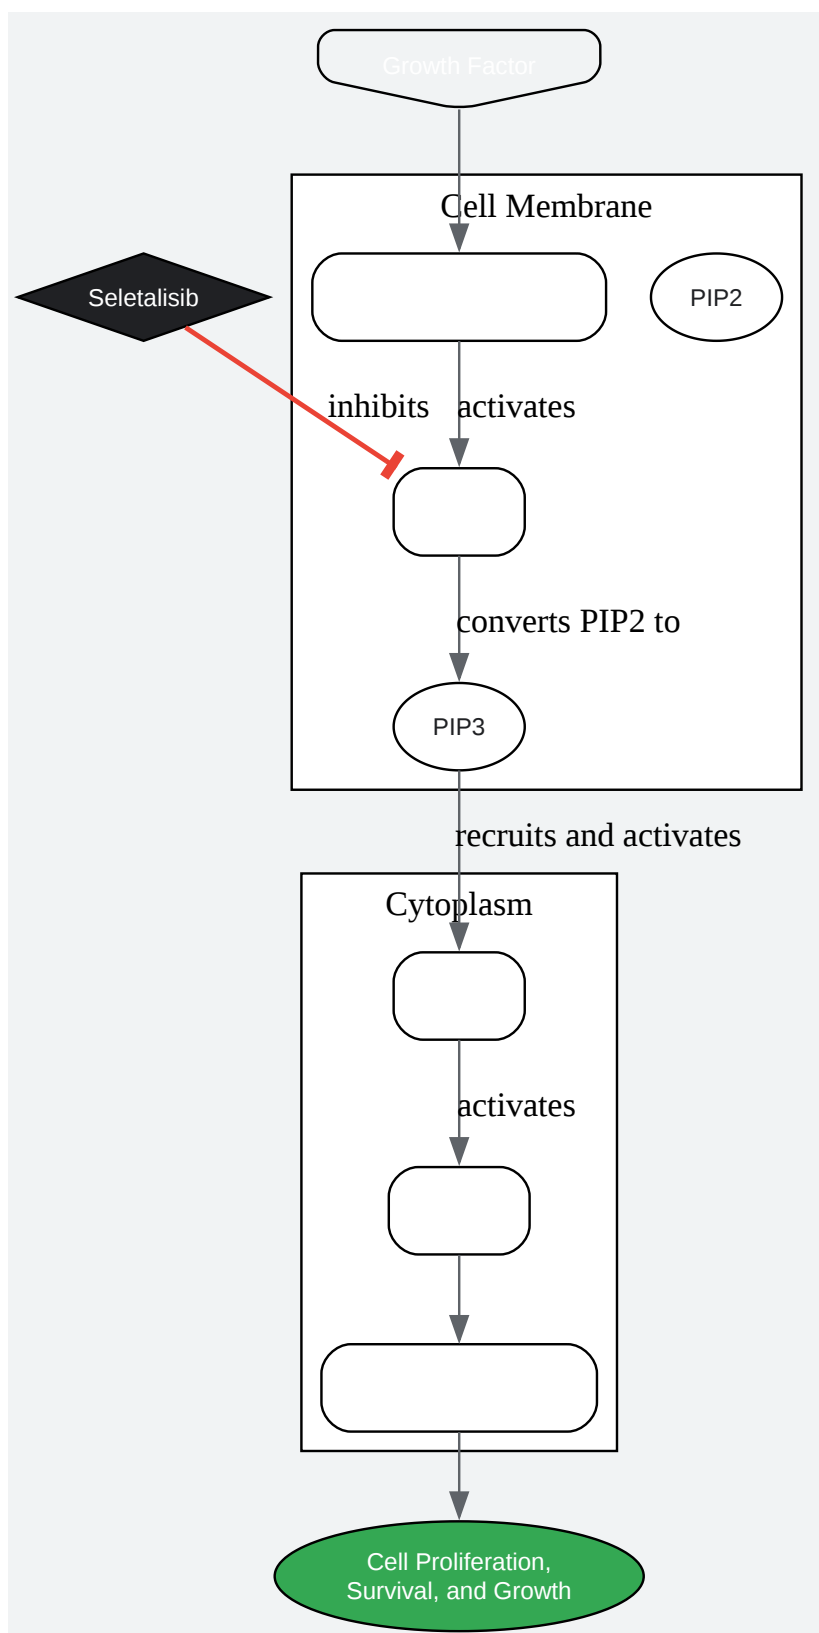 Growth Factor
Cell Membrane
Seletalisib
PIP2
inhibits
activates
converts PIP2 to
PIP3
recruits and activates
Cytoplasm
activates
Cell Proliferation,
Survival, and Growth